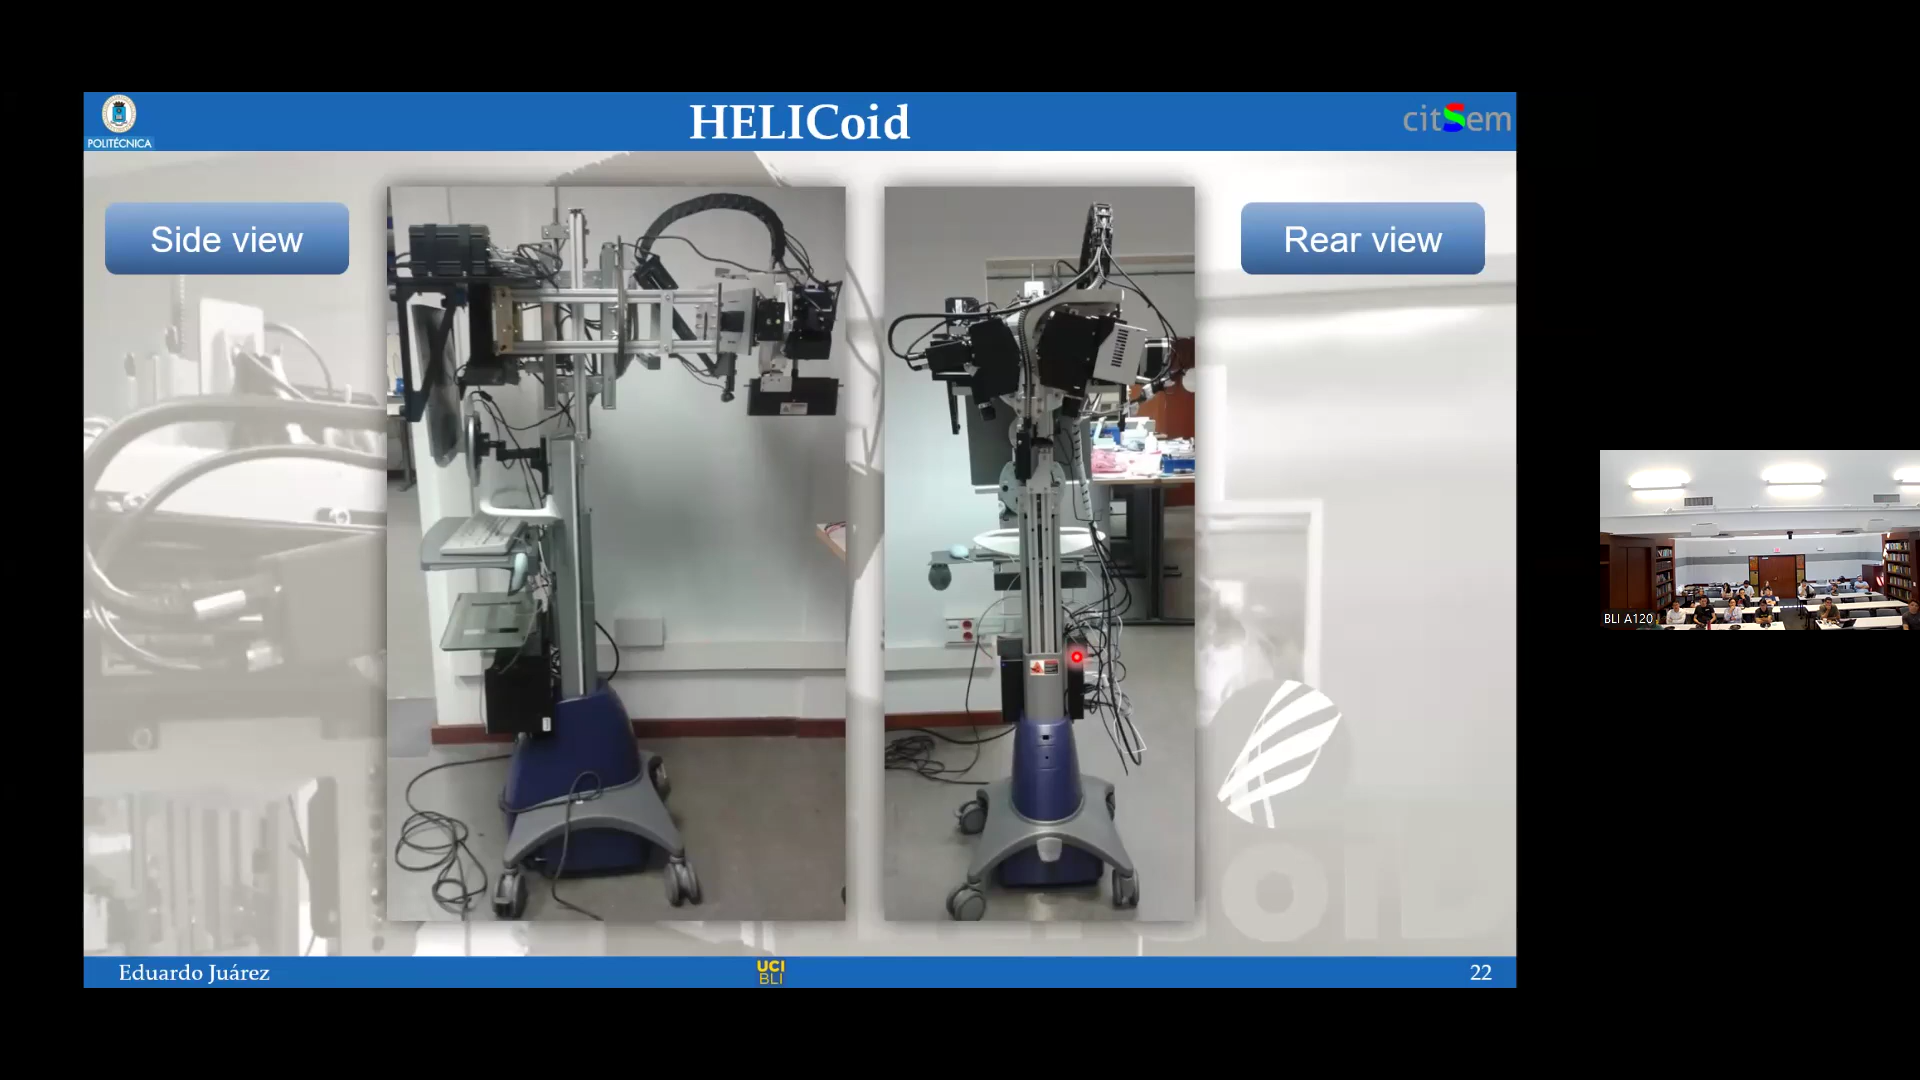 POLITÉCNICA
HELICoid
citSem
Side view
Rear view
BLI A120
Eduardo Juárez
UCI
BLI
22